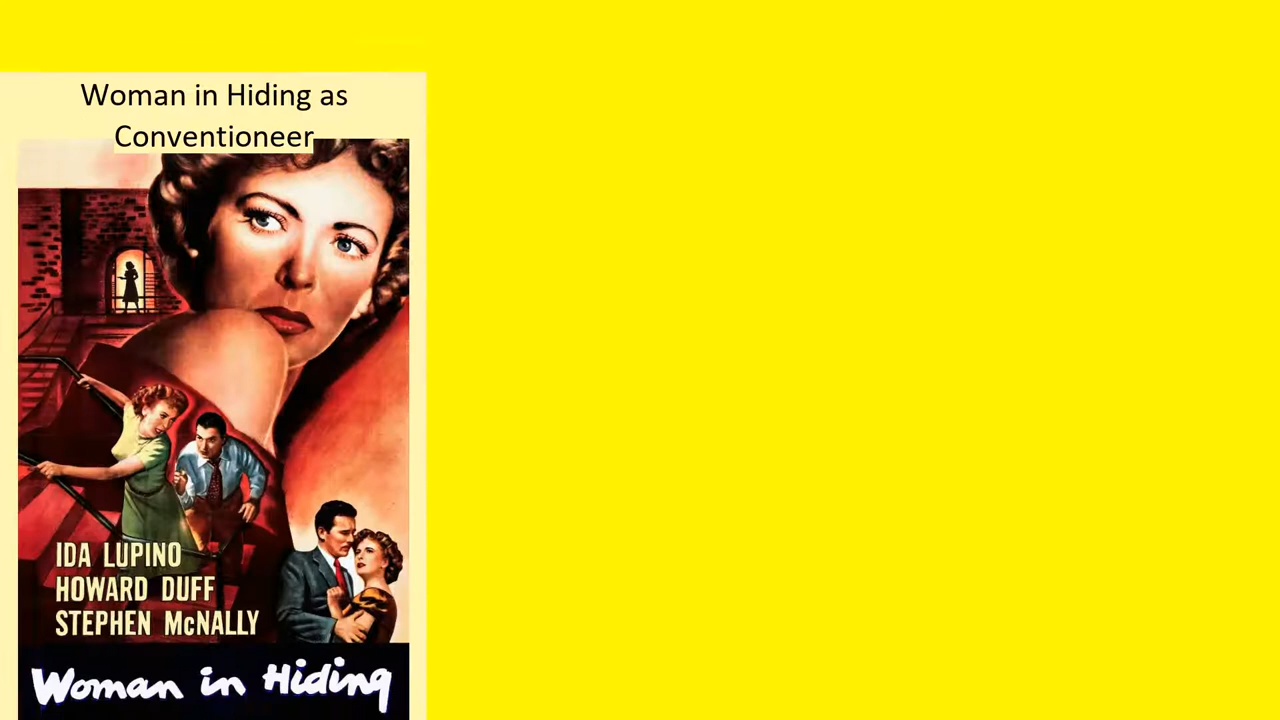 Woman in Hiding as
Conventioneer
IDA LUPINO
HOWARD DUFF
STEPHEN McNALLY
Woman in Hiding